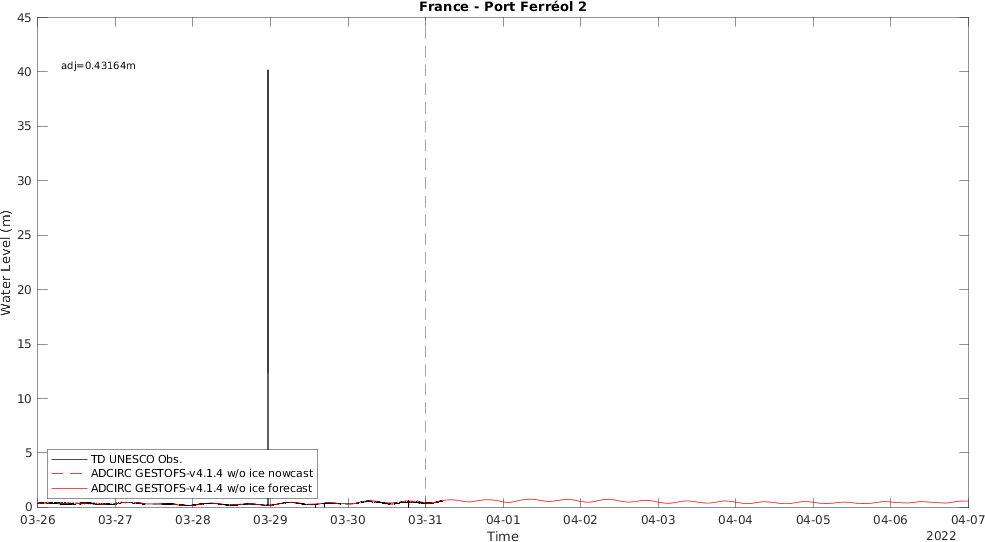 France - Port Ferréol 2
adj=0.43164m
Water Level (m)
45
40
35
30
25
20
15
10
5
0
TD UNESCO Obs.
ADCIRC GESTOFS-v4.1.4 w/o ice nowcast
ADCIRC GESTOFS-v4.1.4 w/o ice forecast
03-26 03-27 03-28 03-29 03-30 03-31 04-01 04-02 04-03 04-04 04-05 04-06 04-07
Time
2022